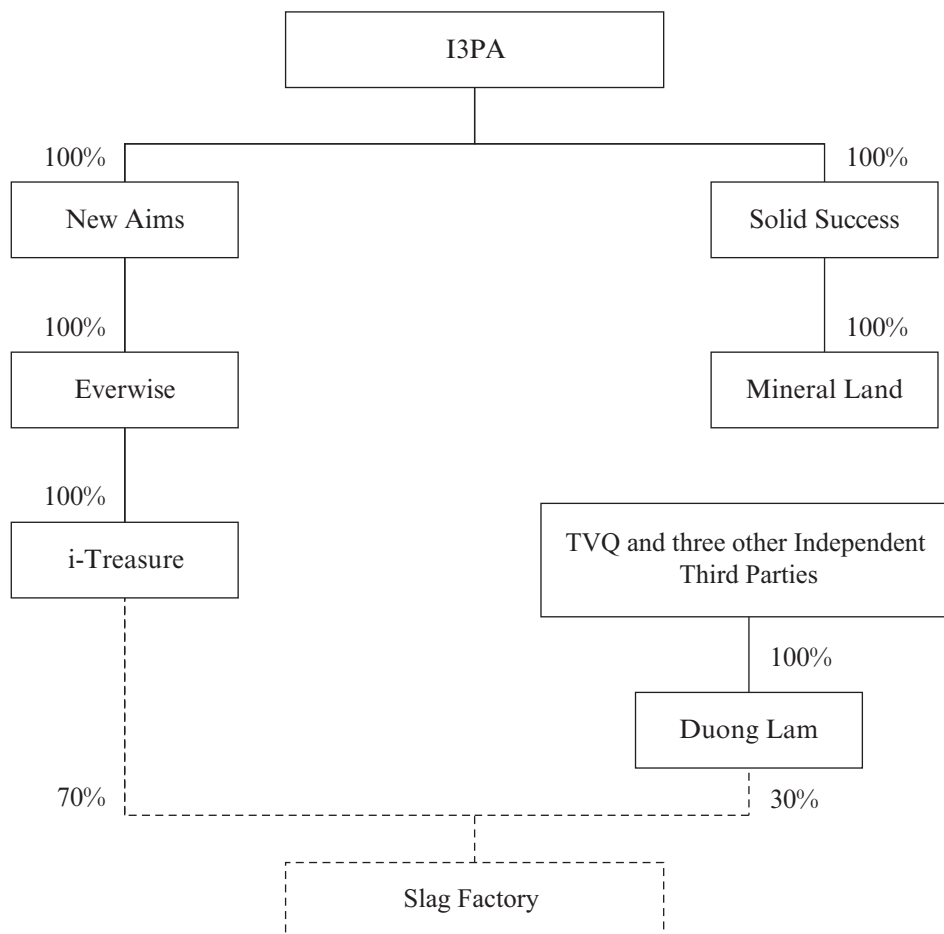 I3PA
100%
100%
New Aims
Solid Success
100%
100%
Everwise
Mineral Land
100%
i-Treasure
TVQ and three other Independent
Third Parties
100%
Duong Lam
70%
30%
Slag Factory